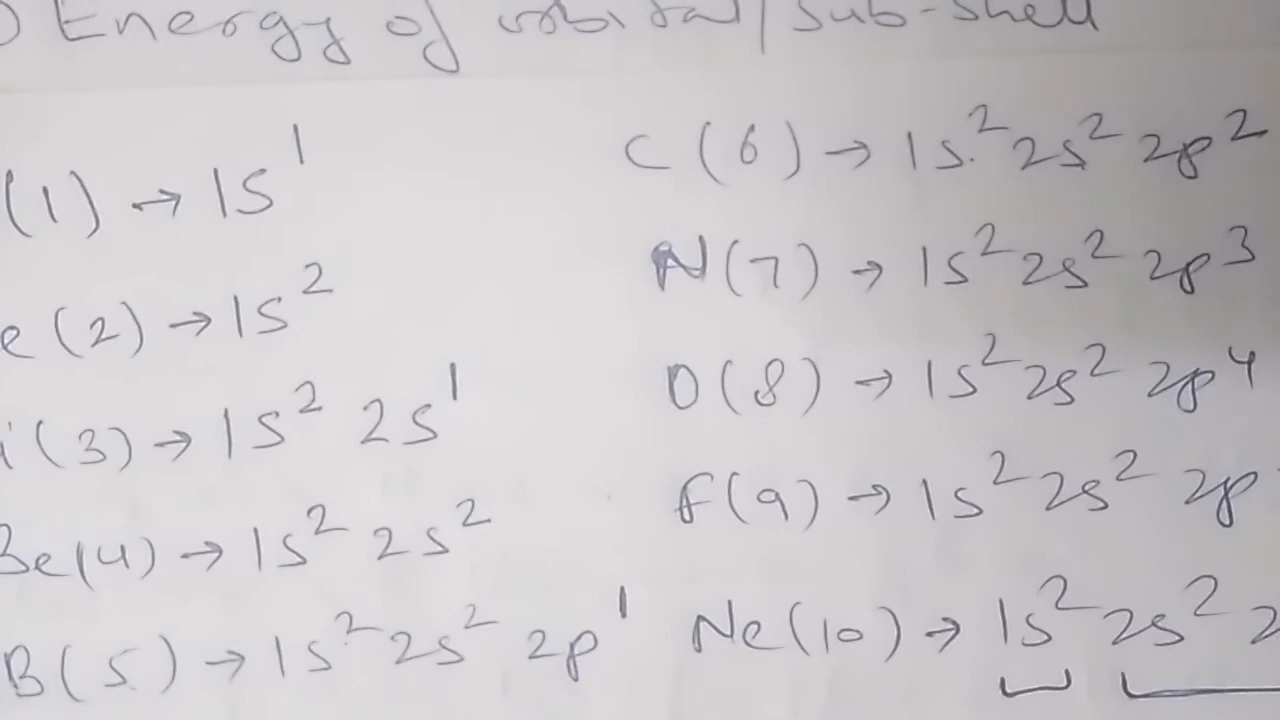 ) Energy of orbital/sub-shell
(1) → 1s¹
e (2) → 1s²
i (3) → 1s² 2s¹
Be(4) → 1s² 2s²
B(5) → 1s² 2s² 2p¹
C (6) → 1s² 2s² 2p²
N(7) → 1s² 2s² 2p³
O(8) → 1s² 2s² 2p⁴
F(9) → 1s² 2s² 2p
Ne(10) → 1s² 2s² 2